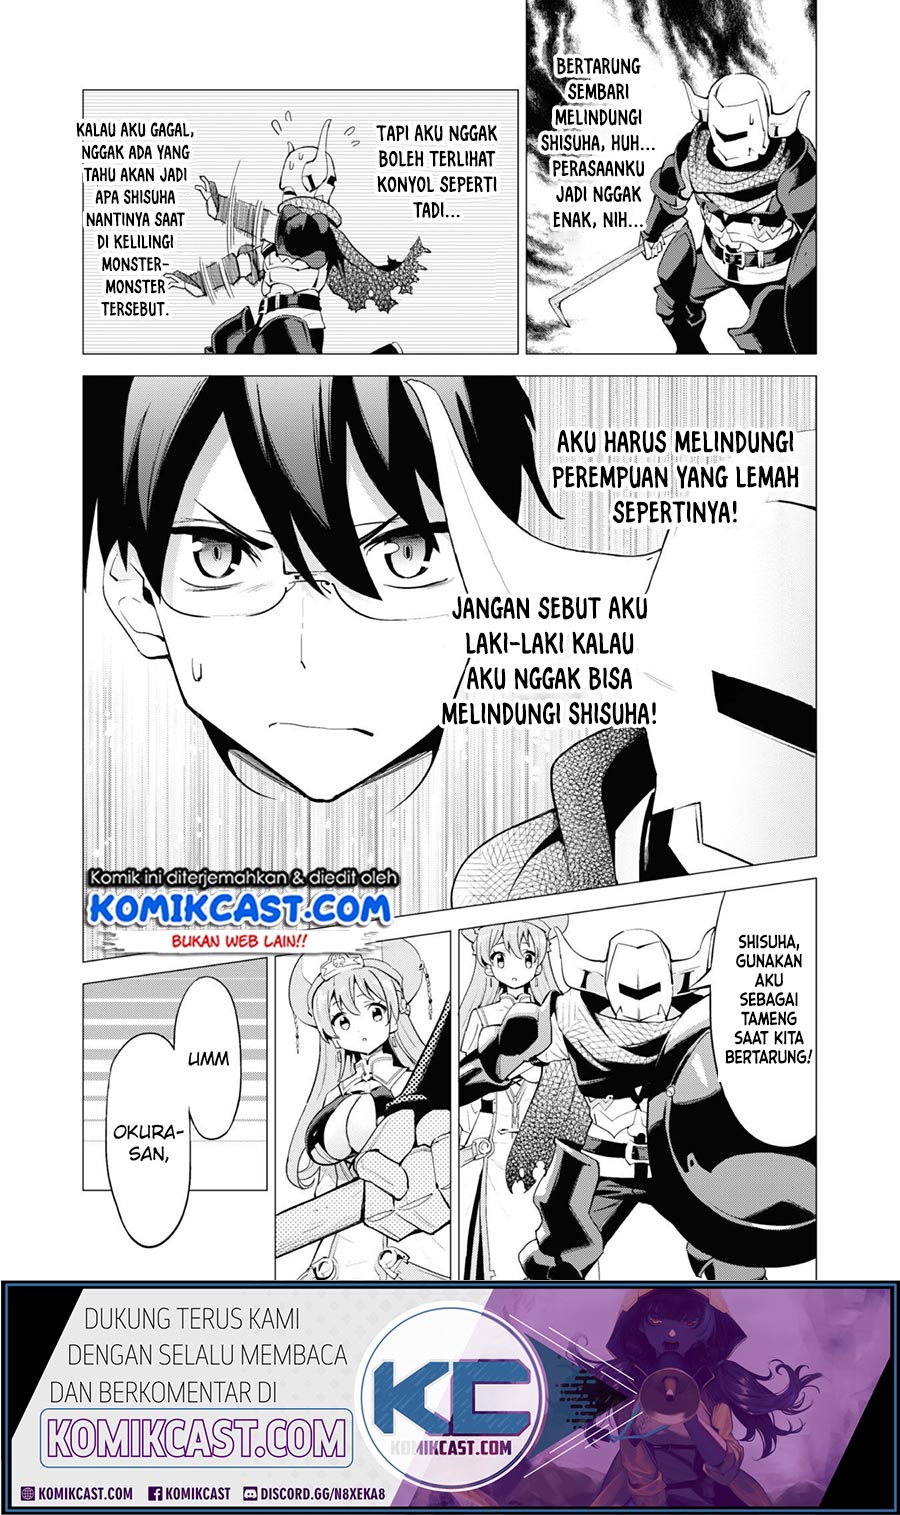 BERTARUNG
SEMBARI
MELINDUNGI
SHISUHA, HUH...
PERASAANKU
JADI NGGAK
ENAK, NIH...
TAPI AKU NGGAK
BOLEH TERLIHAT
KONYOL SEPERTI
TADI...
KALAU AKU GAGAL,
NGGAK ADA YANG
TAHU AKAN JADI
APA SHISUHA
NANTINYA SAAT
DI KELILINGI
MONSTER-
MONSTER
TERSEBUT.
AKU HARUS MELINDUNGI
PEREMPUAN YANG LEMAH
SEPERTINYA!
JANGAN SEBUT AKU
LAKI-LAKI KALAU
AKU NGGAK BISA
MELINDUNGI SHISUHA!
Komik ini diterjemahkan & diedit oleh
KOMIKCAST.COM
BUKAN WEB LAIN!!
SHISUHA,
GUNAKAN
AKU
SEBAGAI
TAMENG
SAAT KITA
BERTARUNG!
UMM
OKURA-
SAN,
DUKUNG TERUS KAMI
DENGAN SELALU MEMBACA
DAN BERKOMENTAR DI
KOMIKCAST.COM
KC
KOMIKCAST.COM
KOMIKCAST.COM KOMIKCAST DISCORD.GG/N8XEKA8